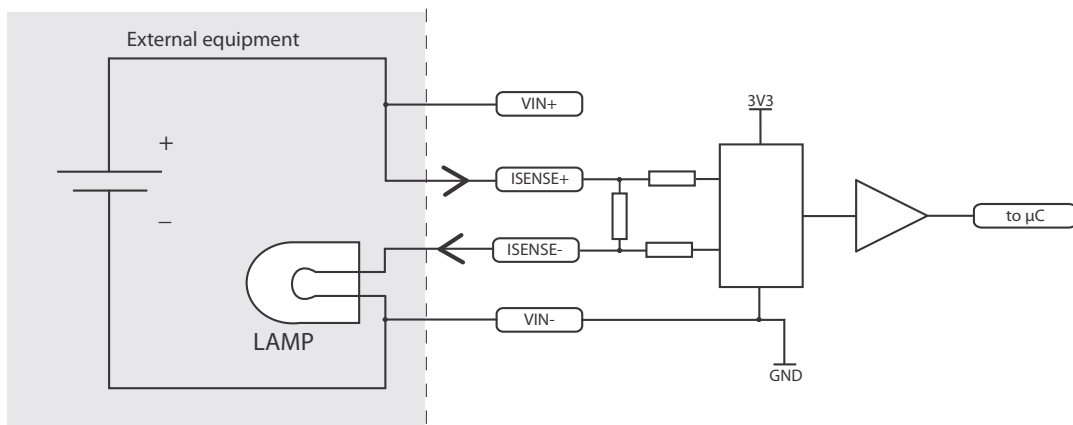 External equipment
VIN+
3V3
+
ISENSE+
to µC
–
ISENSE-
LAMP
VIN-
GND